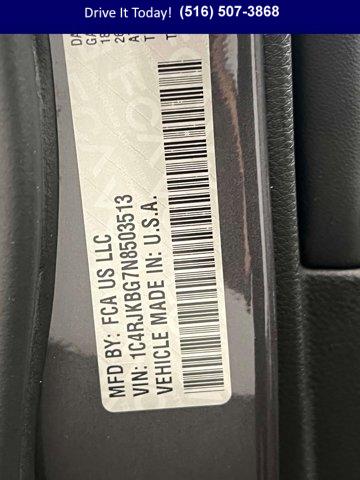 Drive It Today! (516) 507-3868
MFD BY: FCA US LLC
VIN: 1C4RJKBG7N8503513
VEHICLE MADE IN: U.S.A.